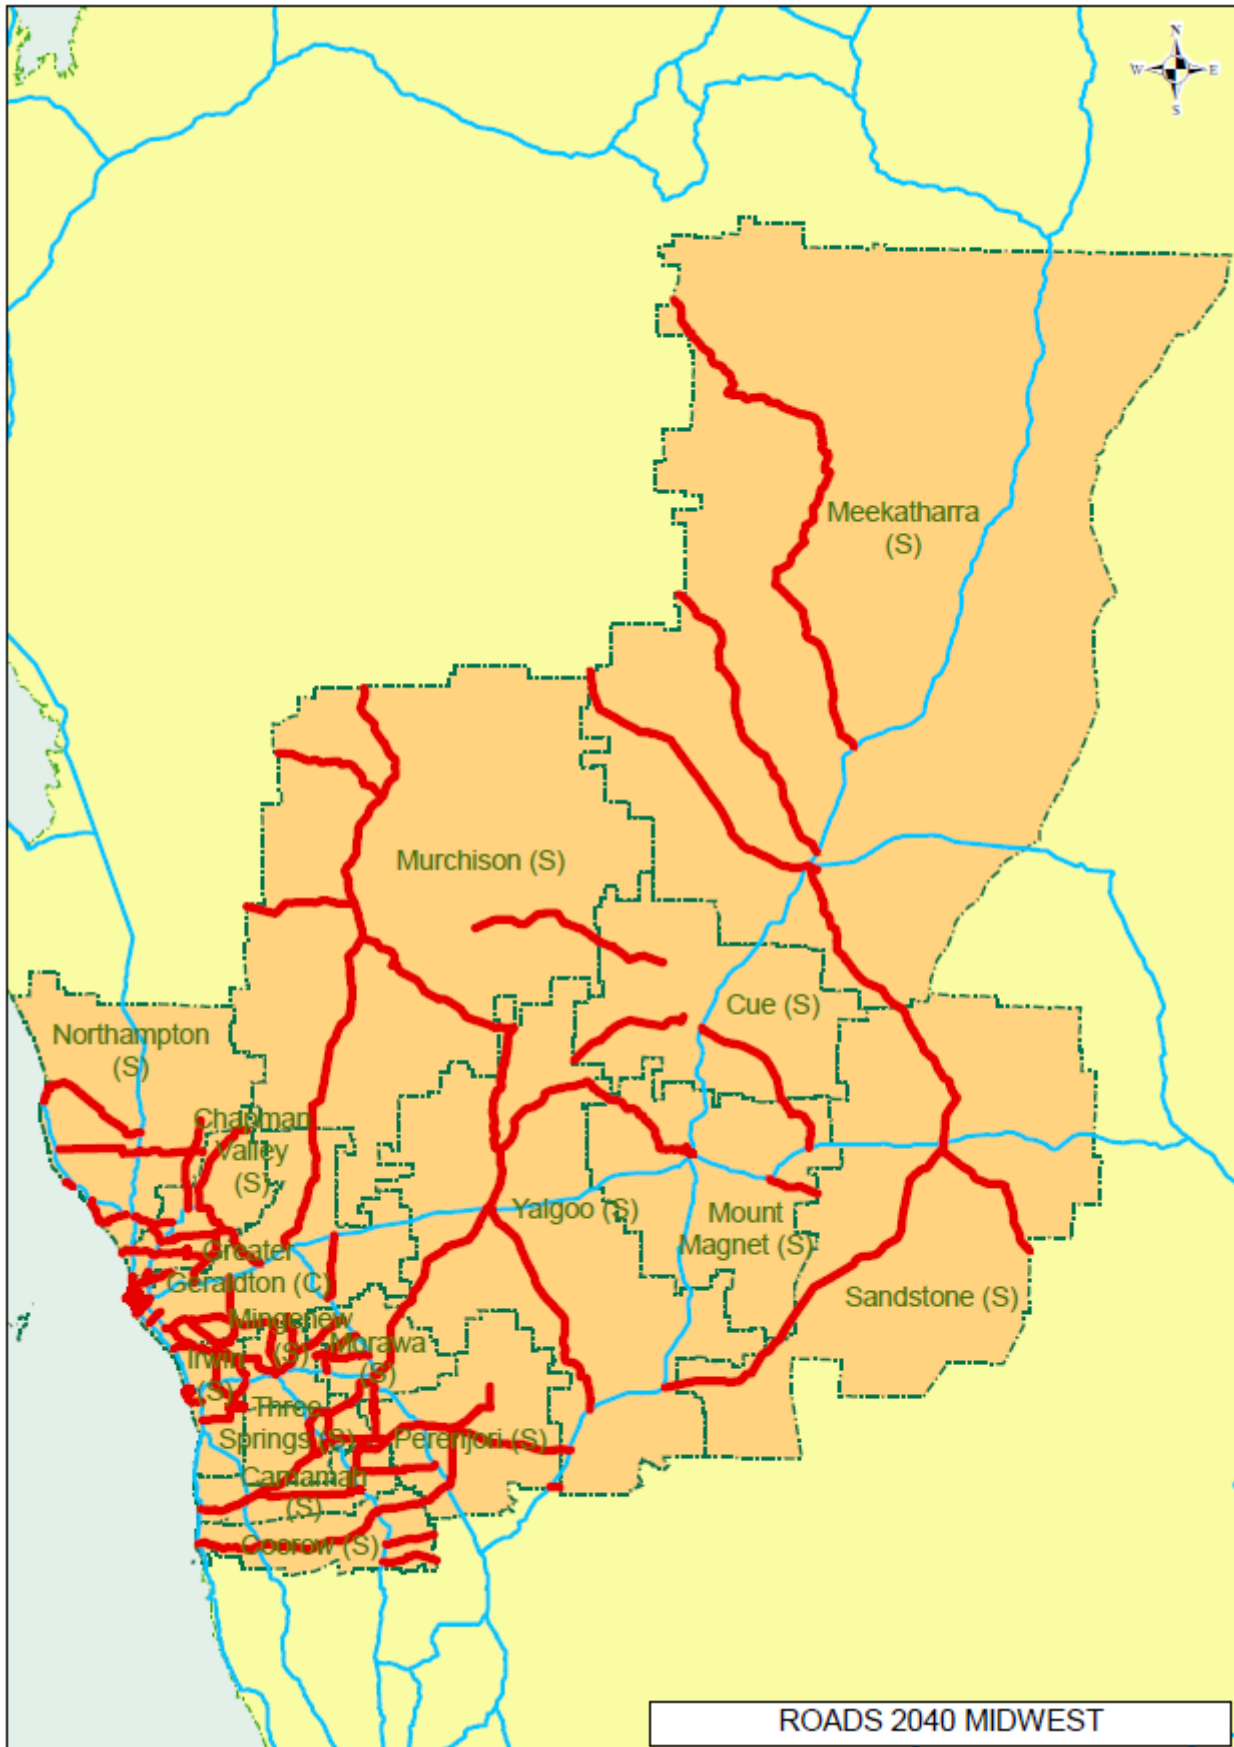 N
W E
S
Meekatharra
(S)
Murchison (S)
Cue (S)
Northampton
(S)
Chapman
Valley
(S)
Yalgoo (S)
Mount
Magnet (S)
Greater
Geraldton (C)
Sandstone (S)
Mingenew
(S)
Morawa
(S)
Irwin
(S)
Three
Springs (S)
Perenjori (S)
Carnamah
(S)
Coorow (S)
ROADS 2040 MIDWEST